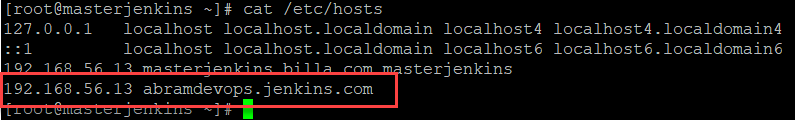 [root@masterjenkins ~]# cat /etc/hosts
127.0.0.1   localhost localhost.localdomain localhost4 localhost4.localdomain4
::1         localhost localhost.localdomain localhost6 localhost6.localdomain6
192.168.56.13 masterjenkins.billa.com masterjenkins
192.168.56.13 abramdevops.jenkins.com
[root@masterjenkins ~]#